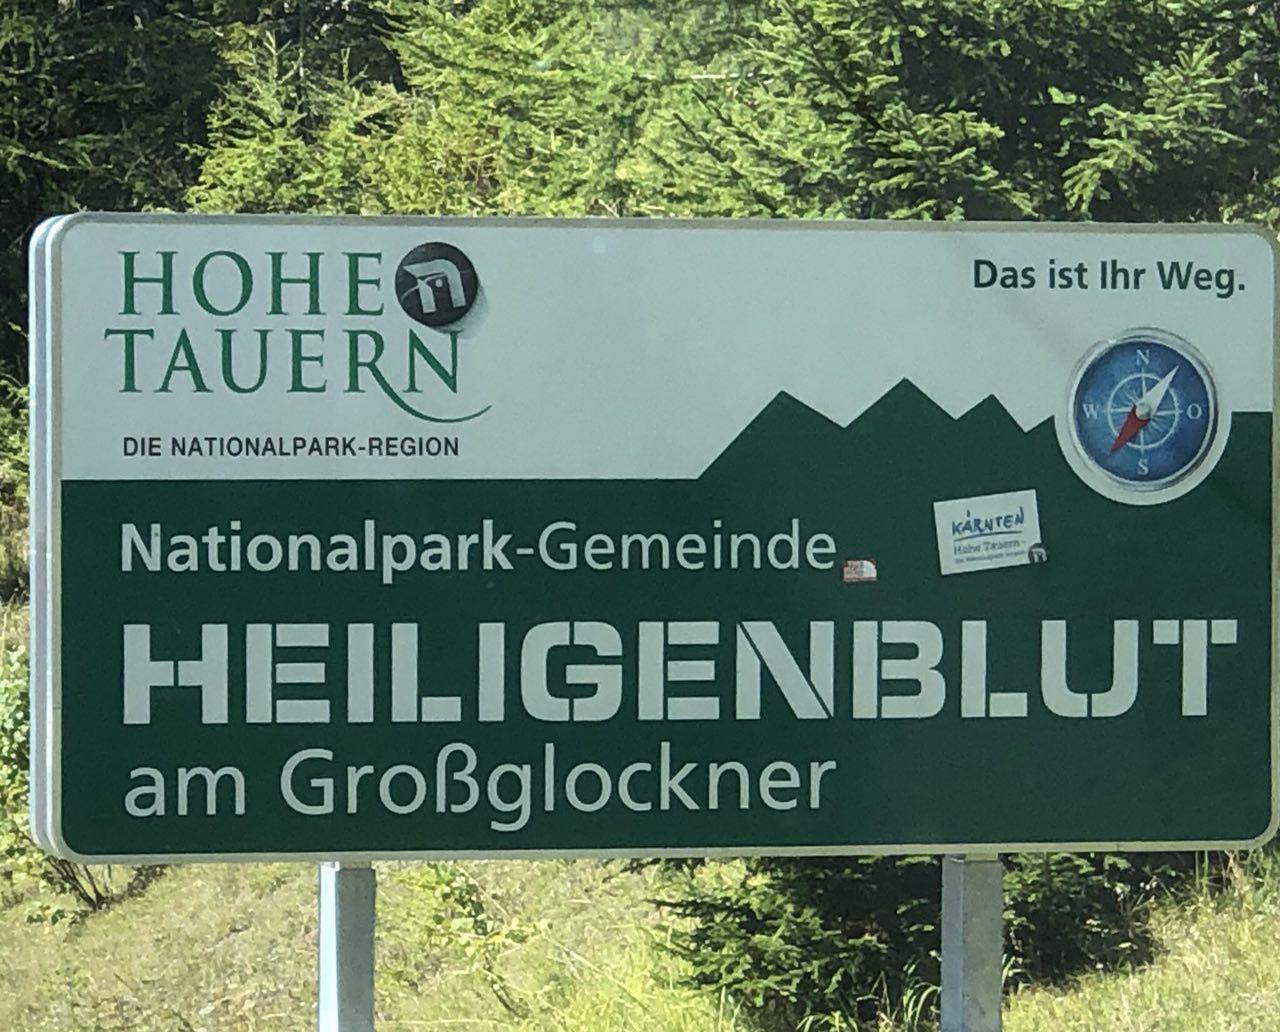 HOHE
TAUERN
DIE NATIONALPARK-REGION
Das ist Ihr Weg.
N
W O
S
Nationalpark-Gemeinde
KÄRNTEN
Hohe Tauern -
HEILIGENBLUT
am Großglockner